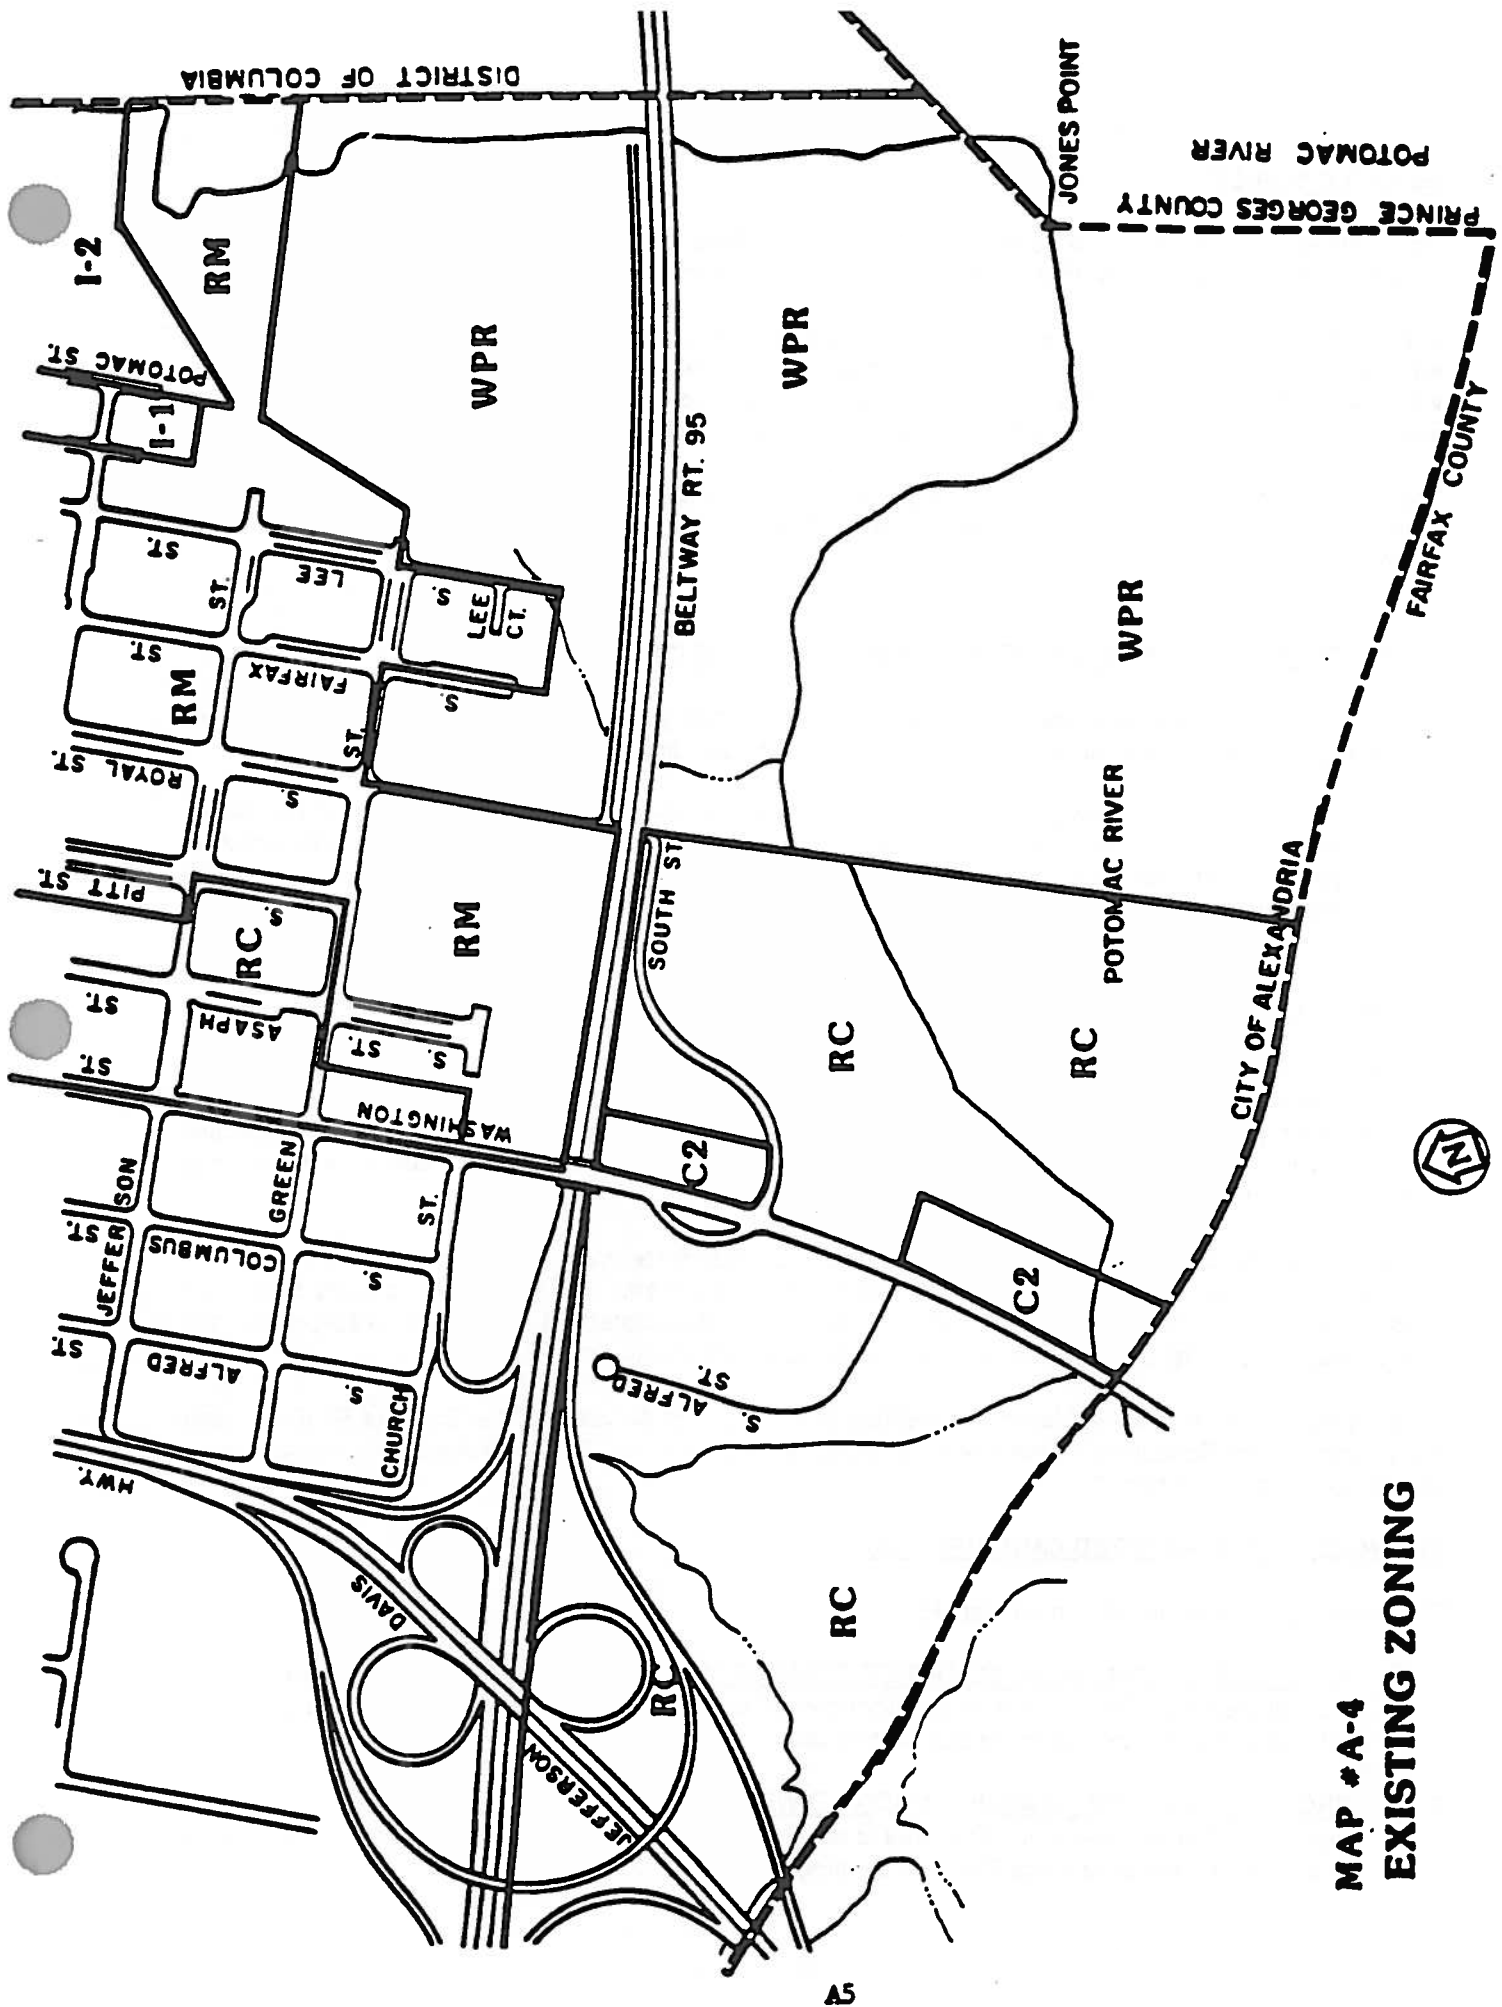 DISTRICT OF COLUMBIA
I-2
RM
POTOMAC ST.
I-1
WPR
WPR
WPR
JONES POINT
POTOMAC RIVER
PRINCE GEORGES COUNTY
FAIRFAX COUNTY
BELTWAY RT. 95
S. LEE ST.
LEE CT.
ST.
S. FAIRFAX ST.
RM
ST.
S. ROYAL ST.
S. PITT ST.
RC
RM
S. ASAPH ST.
ST.
ST.
WASHINGTON
SOUTH ST
POTOMAC RIVER
CITY OF ALEXANDRIA
RC
RC
C2
C2
JEFFERSON
GREEN
ST.
S. COLUMBUS ST.
S. ALFRED ST.
CHURCH
S. ALFRED ST.
JEFFERSON DAVIS HWY.
RC
RC
N
MAP #A-4
EXISTING ZONING
A5